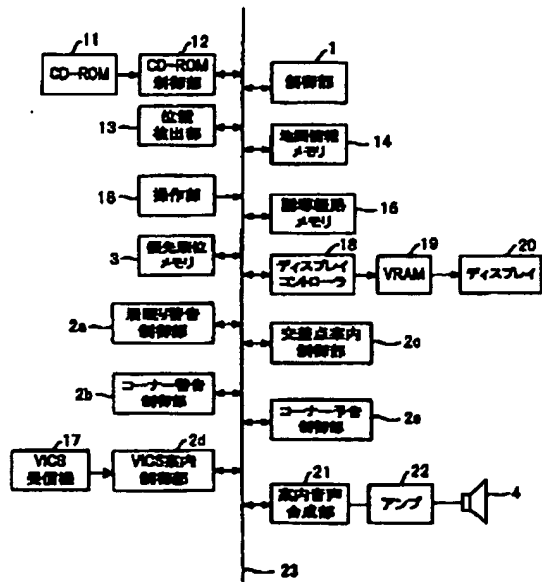 11
CD-ROM
12
CD-ROM
制御部
1
制御部
13
位置
検出部
14
地図情報
メモリ
操作部
16
誘導経路
メモリ
3
優先順位
メモリ
18
ディスプレイ
コントローラ
19
VRAM
20
ディスプレイ
2a
居眠り警告
制御部
2c
交差点案内
制御部
2b
コーナー警告
制御部
2e
コーナー予告
制御部
17
VICS
受信機
2d
VICS案内
制御部
21
案内音声
合成部
22
アンプ
4
23